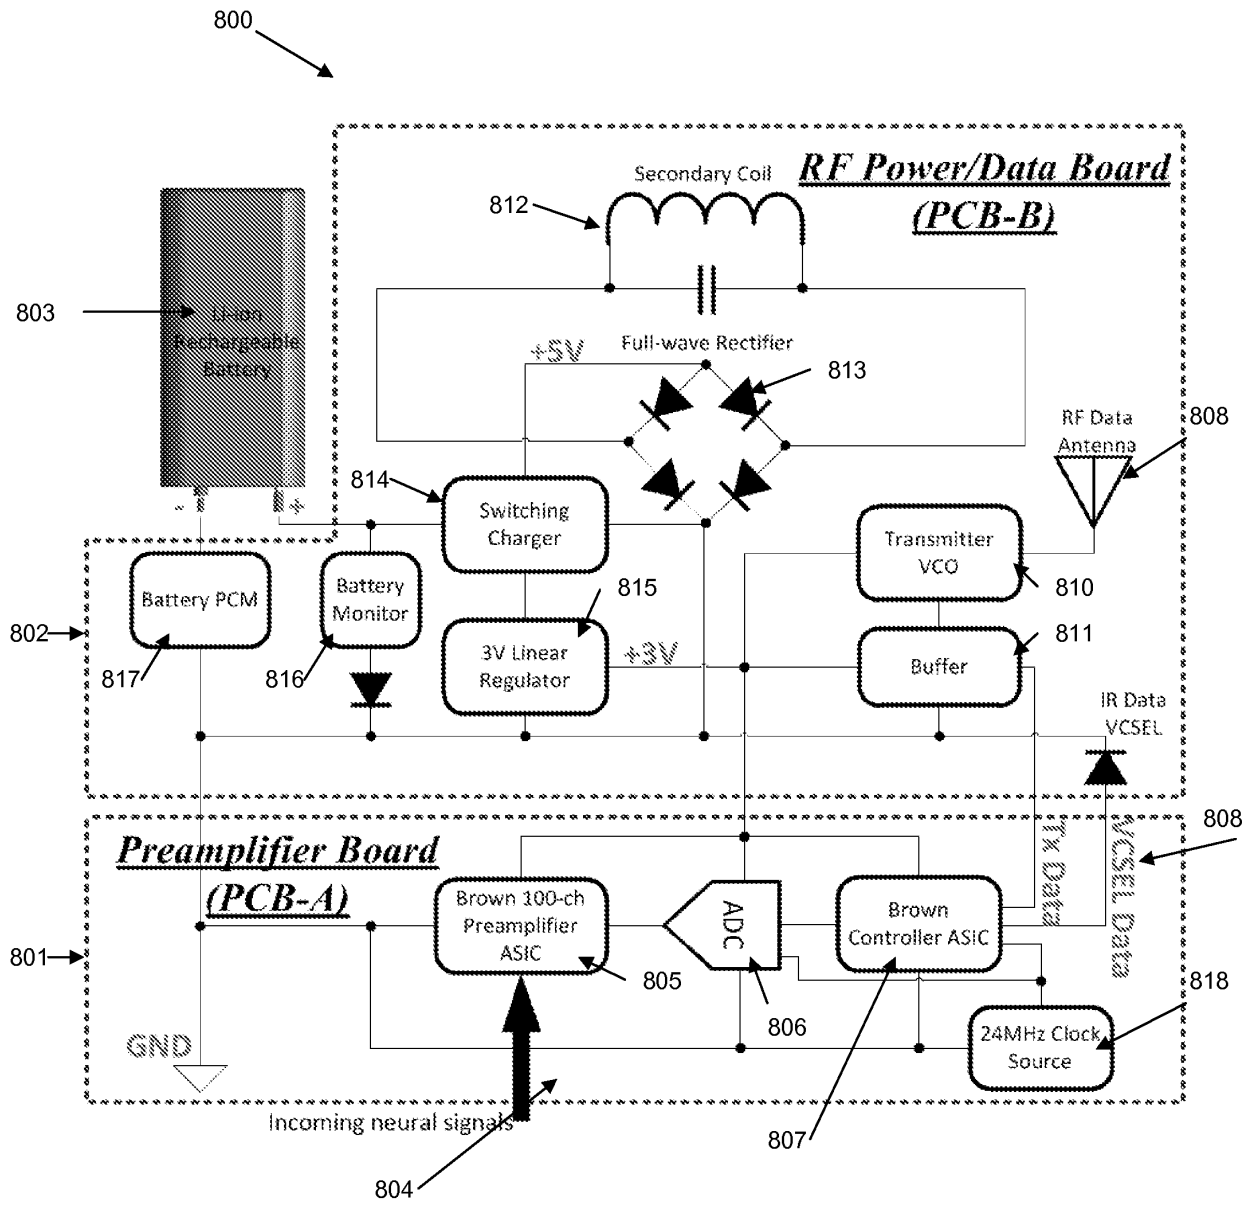 800
RF Power/Data Board
(PCB-B)
Secondary Coil
812
803
Li-ion
Rechargeable
Battery
+5V
Full-wave Rectifier
813
RF Data
Antenna
808
814
- +
Switching
Charger
Transmitter
VCO
810
Battery PCM
Battery
Monitor
815
802
817
816
3V Linear
Regulator
+3V
811
Buffer
IR Data
VCSEL
Preamplifier Board
(PCB-A)
Tx Data
VCSEL Data
808
Brown 100-ch
Preamplifier
ASIC
ADC
Brown
Controller ASIC
801
805
806
818
GND
24MHz Clock
Source
Incoming neural signals
807
804